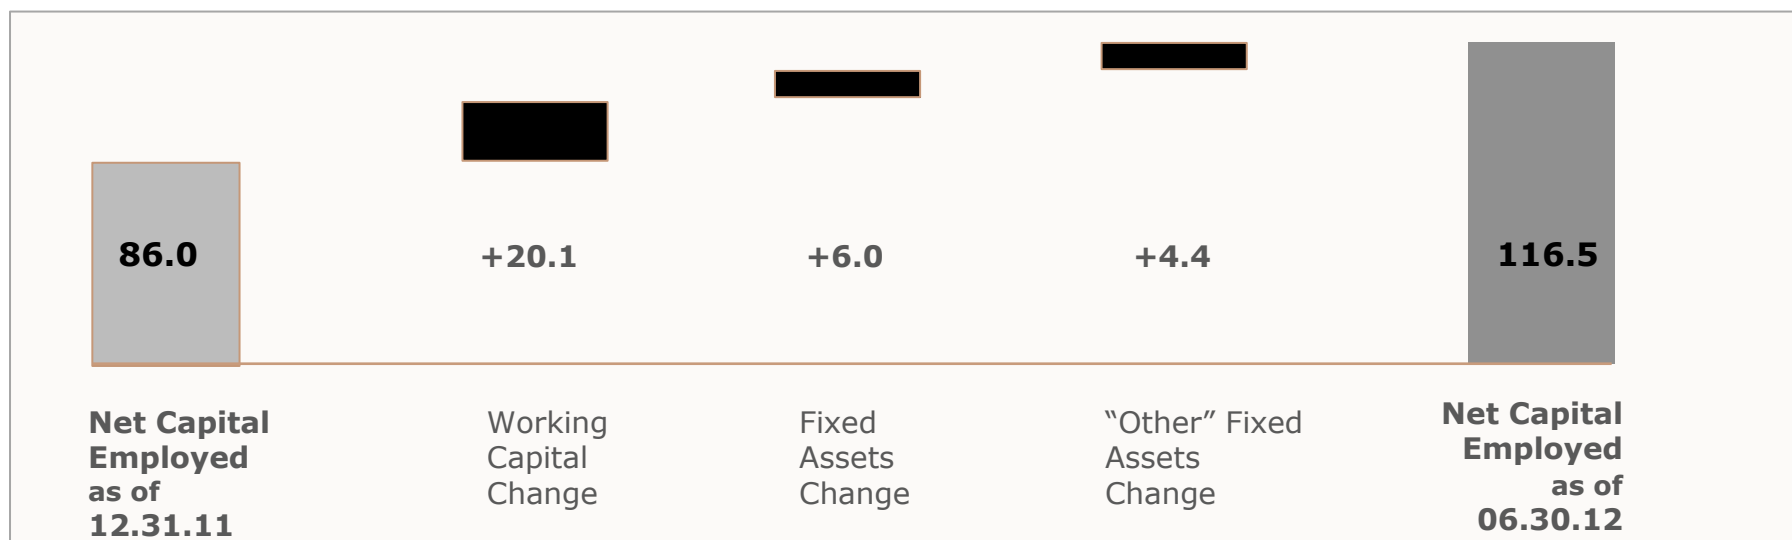 86.0
+20.1
+6.0
+4.4
116.5
Net Capital
Employed
as of
12.31.11
Working
Capital
Change
Fixed
Assets
Change
“Other” Fixed
Assets
Change
Net Capital
Employed
as of
06.30.12